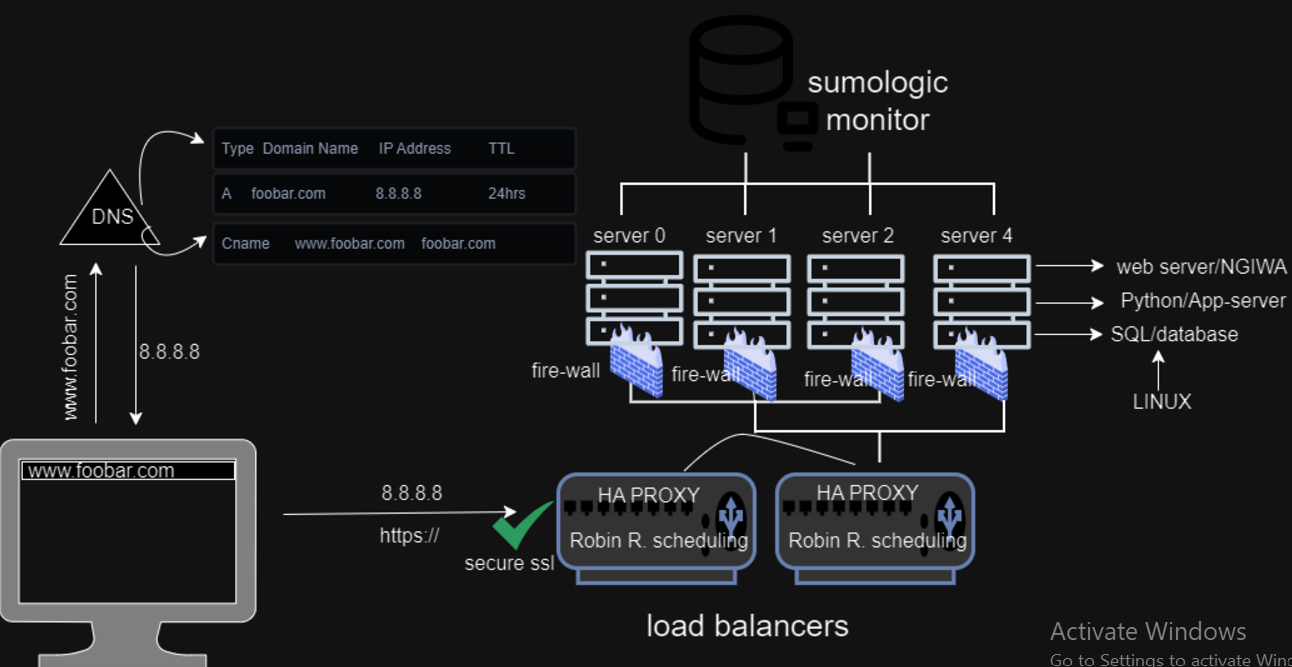 sumologic
monitor
Type Domain Name IP Address TTL
A foobar.com 8.8.8.8 24hrs
Cname www.foobar.com foobar.com
DNS
www.foobar.com
8.8.8.8
server 0 server 1 server 2 server 4
web server/NGIWA
Python/App-server
SQL/database
LINUX
fire-wall fire-wall fire-wall fire-wall
www.foobar.com
8.8.8.8
https://
secure ssl
HA PROXY
Robin R. scheduling
HA PROXY
Robin R. scheduling
load balancers
Activate Windows
Go to Settings to activate Win